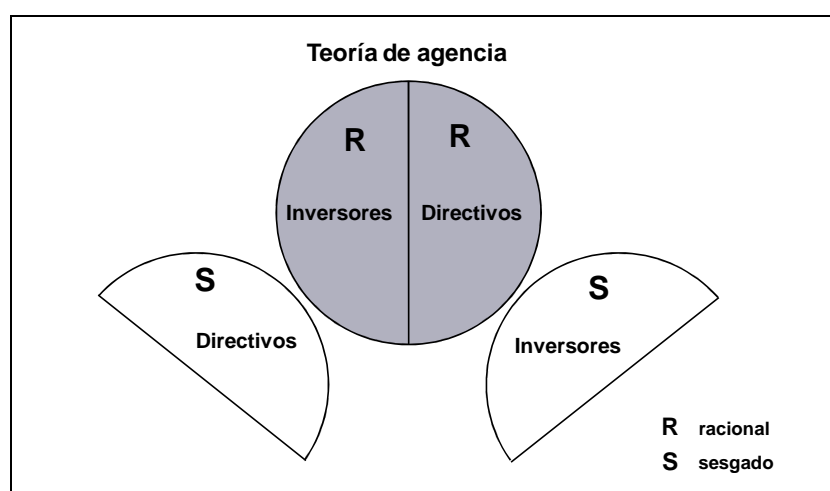 Teoría de agencia
R R
Inversores Directivos
S S
Directivos Inversores
R racional
S sesgado